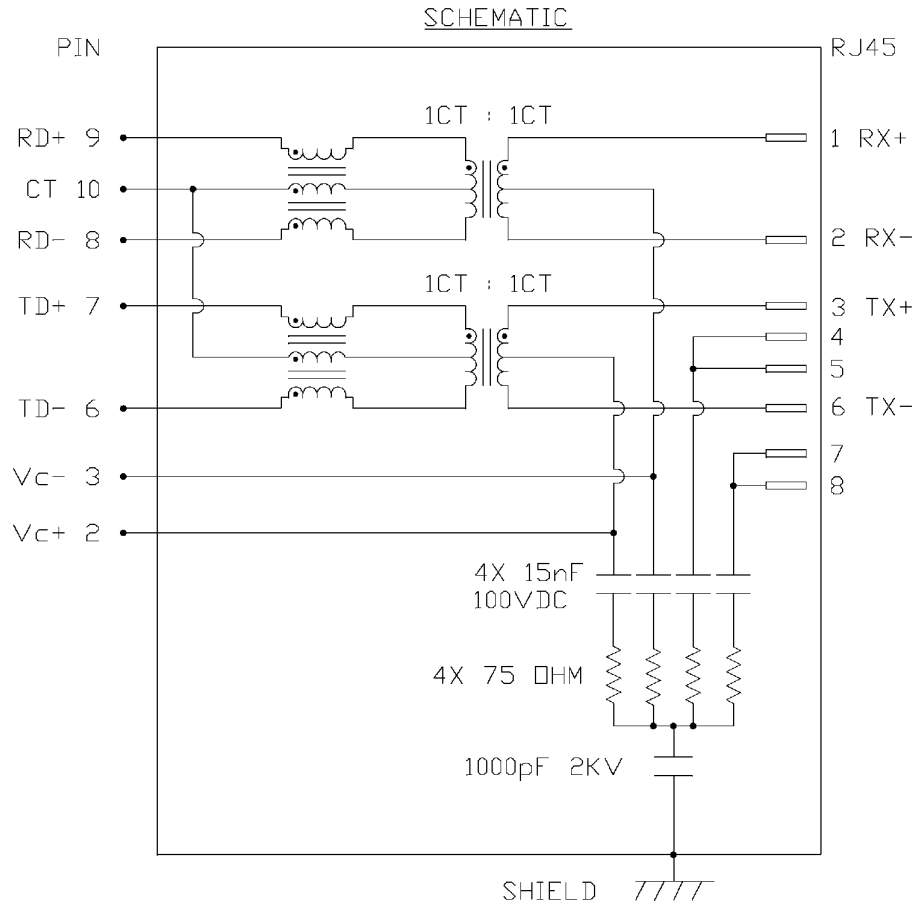 SCHEMATIC
PIN
RJ45
1CT : 1CT
RD+ 9
1 RX+
CT 10
RD- 8
2 RX-
1CT : 1CT
TD+ 7
3 TX+
4
5
TD- 6
6 TX-
7
Vc- 3
8
Vc+ 2
4X 15nF
100VDC
4X 75 OHM
1000pF 2KV
SHIELD